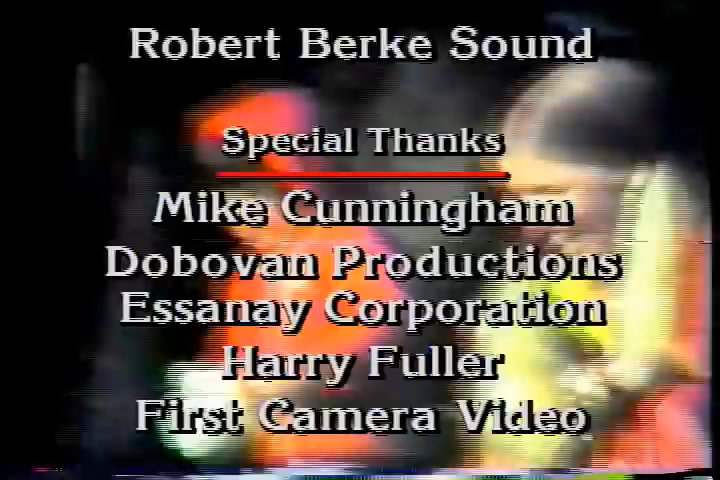 Robert Berke Sound
Special Thanks
Mike Cunningham
Dobovan Productions
Essanay Corporation
Harry Fuller
First Camera Video